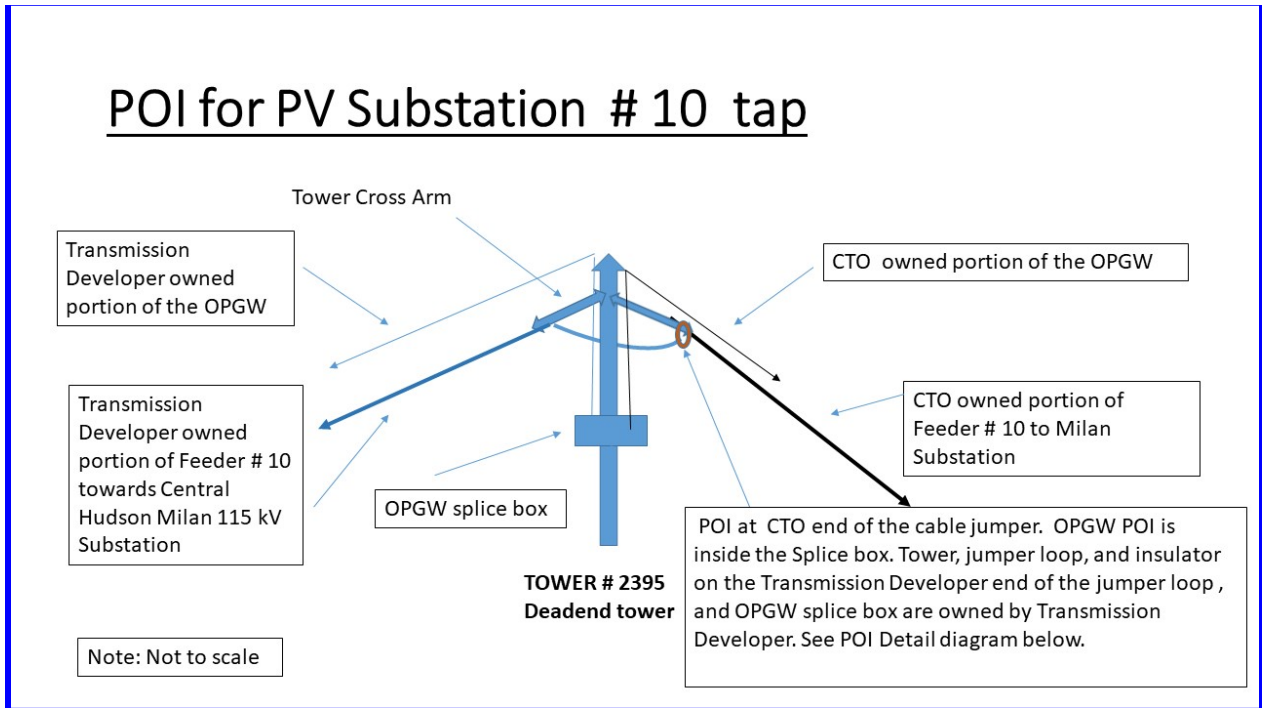 POI for PV Substation # 10 tap
Tower Cross Arm
Transmission
Developer owned
portion of the OPGW
CTO owned portion of the OPGW
Transmission
Developer owned
portion of Feeder # 10
towards Central
Hudson Milan 115 kV
Substation
CTO owned portion of
Feeder # 10 to Milan
Substation
OPGW splice box
POI at CTO end of the cable jumper. OPGW POI is
inside the Splice box. Tower, jumper loop, and insulator
on the Transmission Developer end of the jumper loop ,
and OPGW splice box are owned by Transmission
Developer. See POI Detail diagram below.
TOWER # 2395
Deadend tower
Note: Not to scale